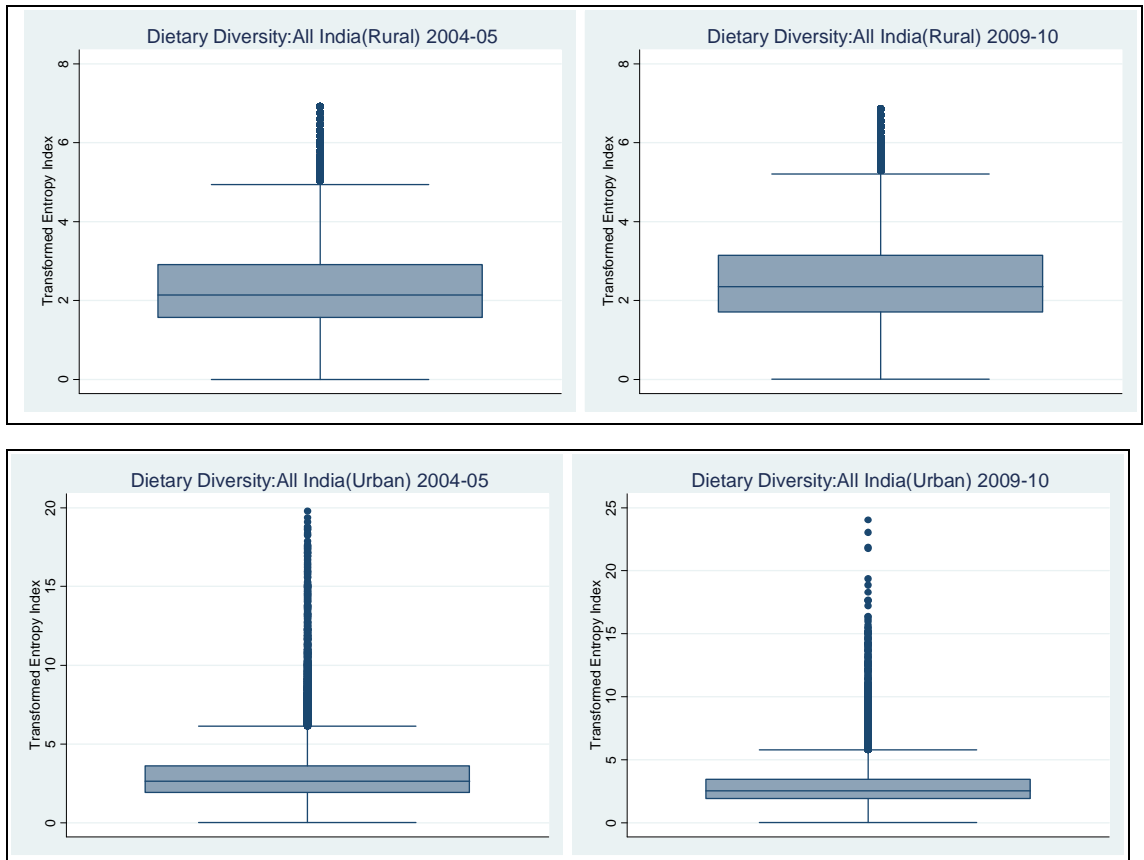 Dietary Diversity:All India(Rural) 2004-05
Transformed Entropy Index
8
6
4
2
0
Dietary Diversity:All India(Rural) 2009-10
Transformed Entropy Index
8
6
4
2
0
Dietary Diversity:All India(Urban) 2004-05
Transformed Entropy Index
20
15
10
5
0
Dietary Diversity:All India(Urban) 2009-10
Transformed Entropy Index
25
20
15
10
5
0